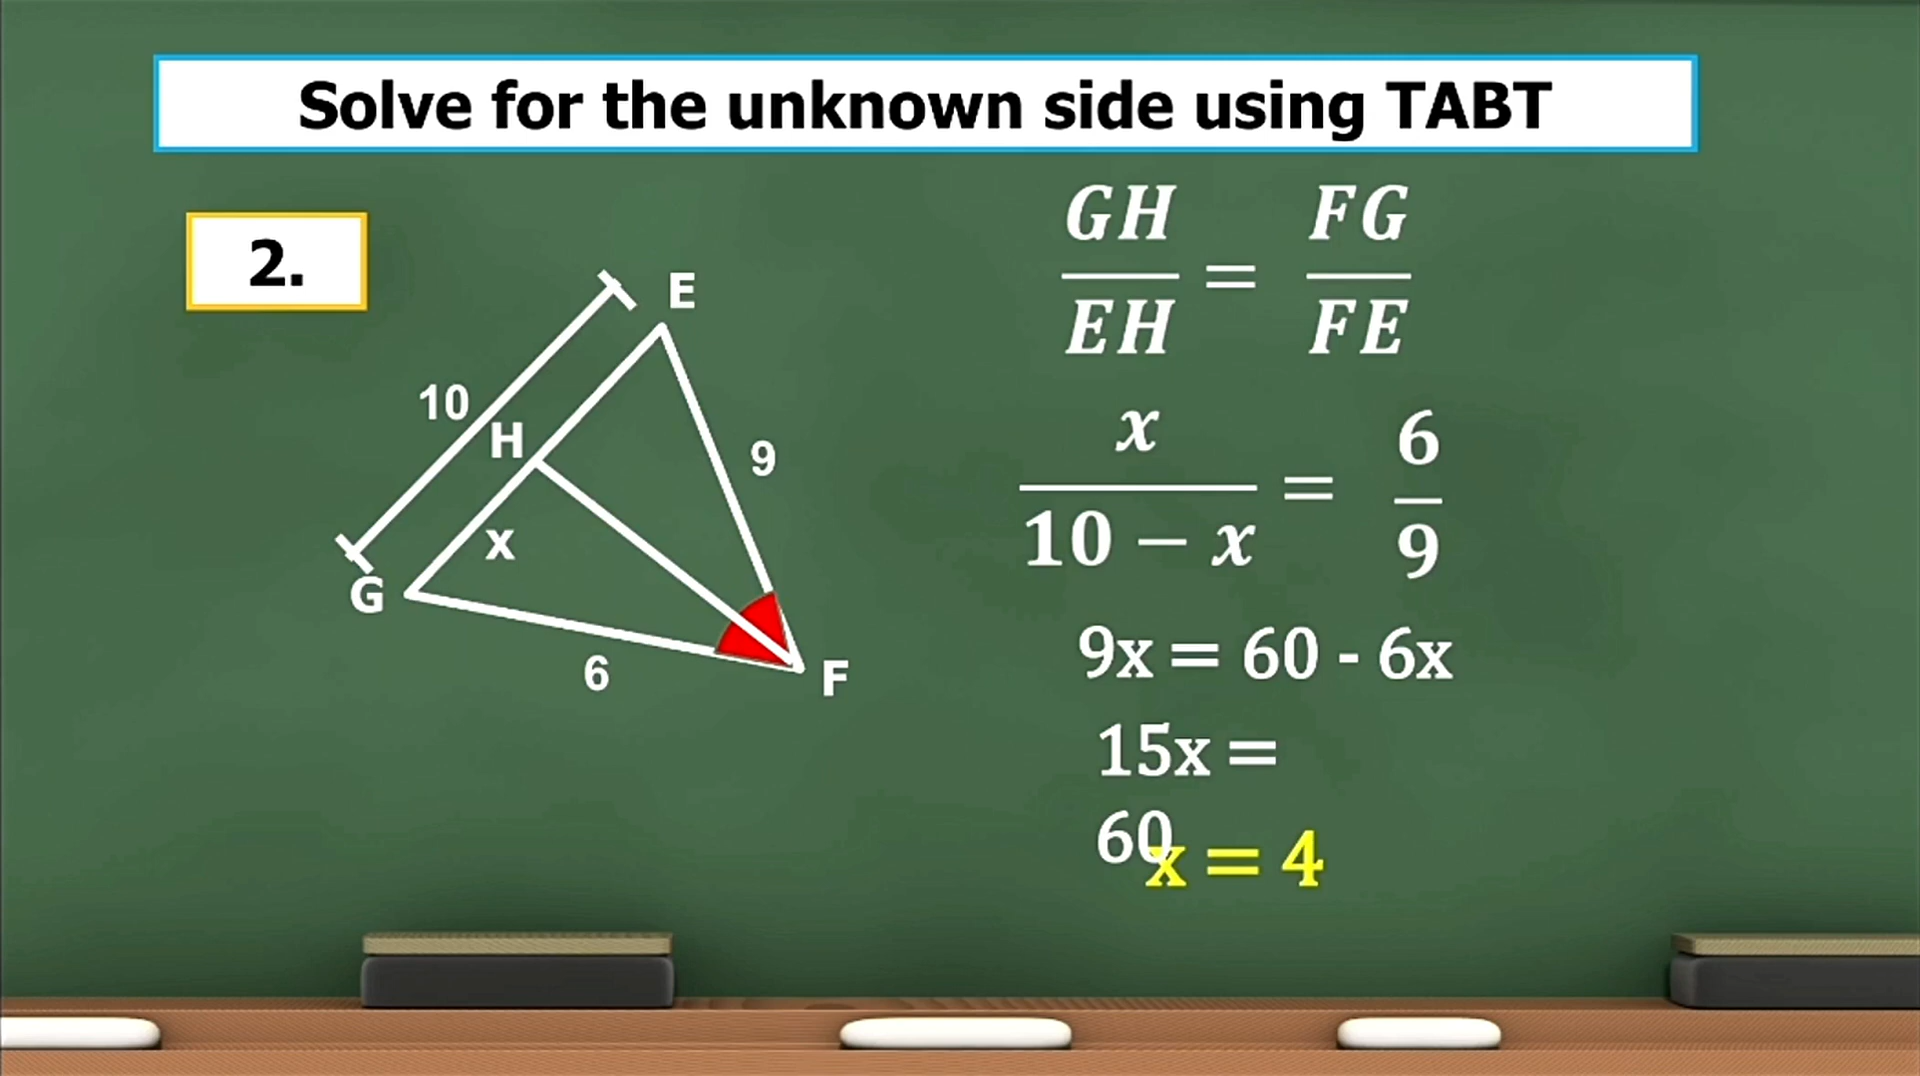 Solve for the unknown side using TABT
2.
E
10
H
9
x
G
6
F
GH/EH = FG/FE
x/(10 − x) = 6/9
9x = 60 - 6x
15x =
60
x = 4